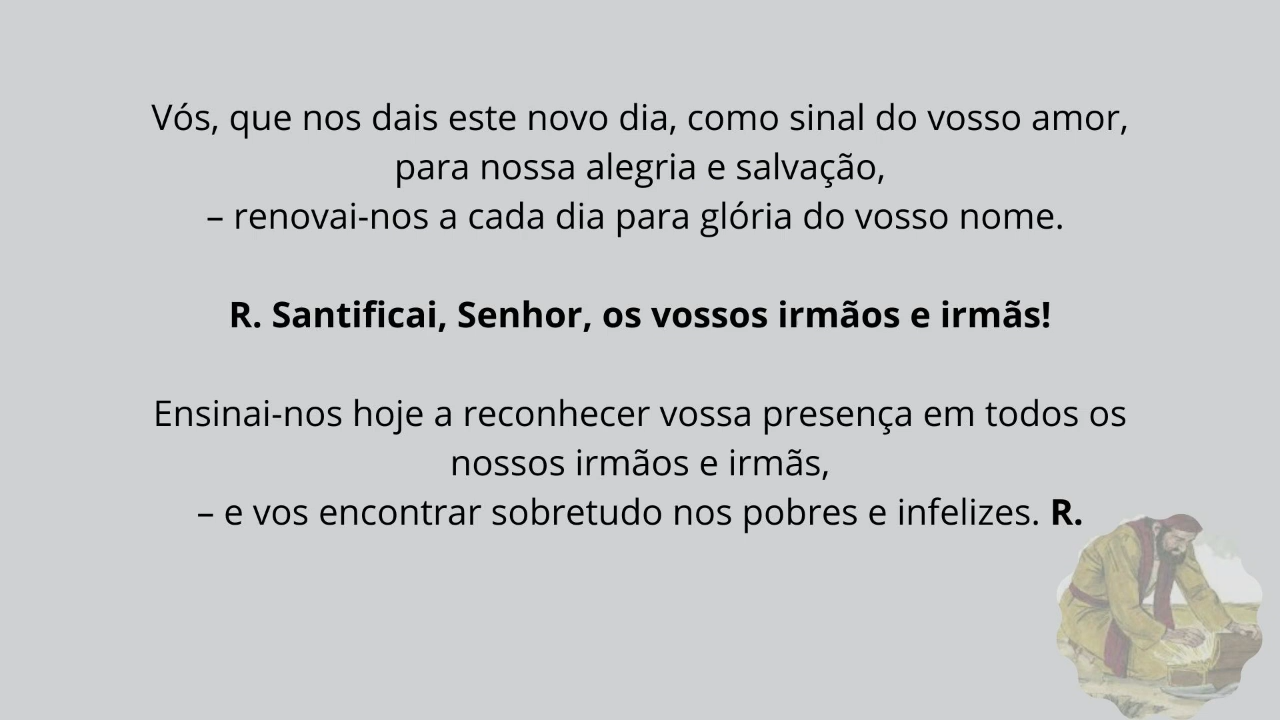 Vós, que nos dais este novo dia, como sinal do vosso amor,
para nossa alegria e salvação,
– renovai-nos a cada dia para glória do vosso nome.
R. Santificai, Senhor, os vossos irmãos e irmãs!
Ensinai-nos hoje a reconhecer vossa presença em todos os
nossos irmãos e irmãs,
– e vos encontrar sobretudo nos pobres e infelizes. R.